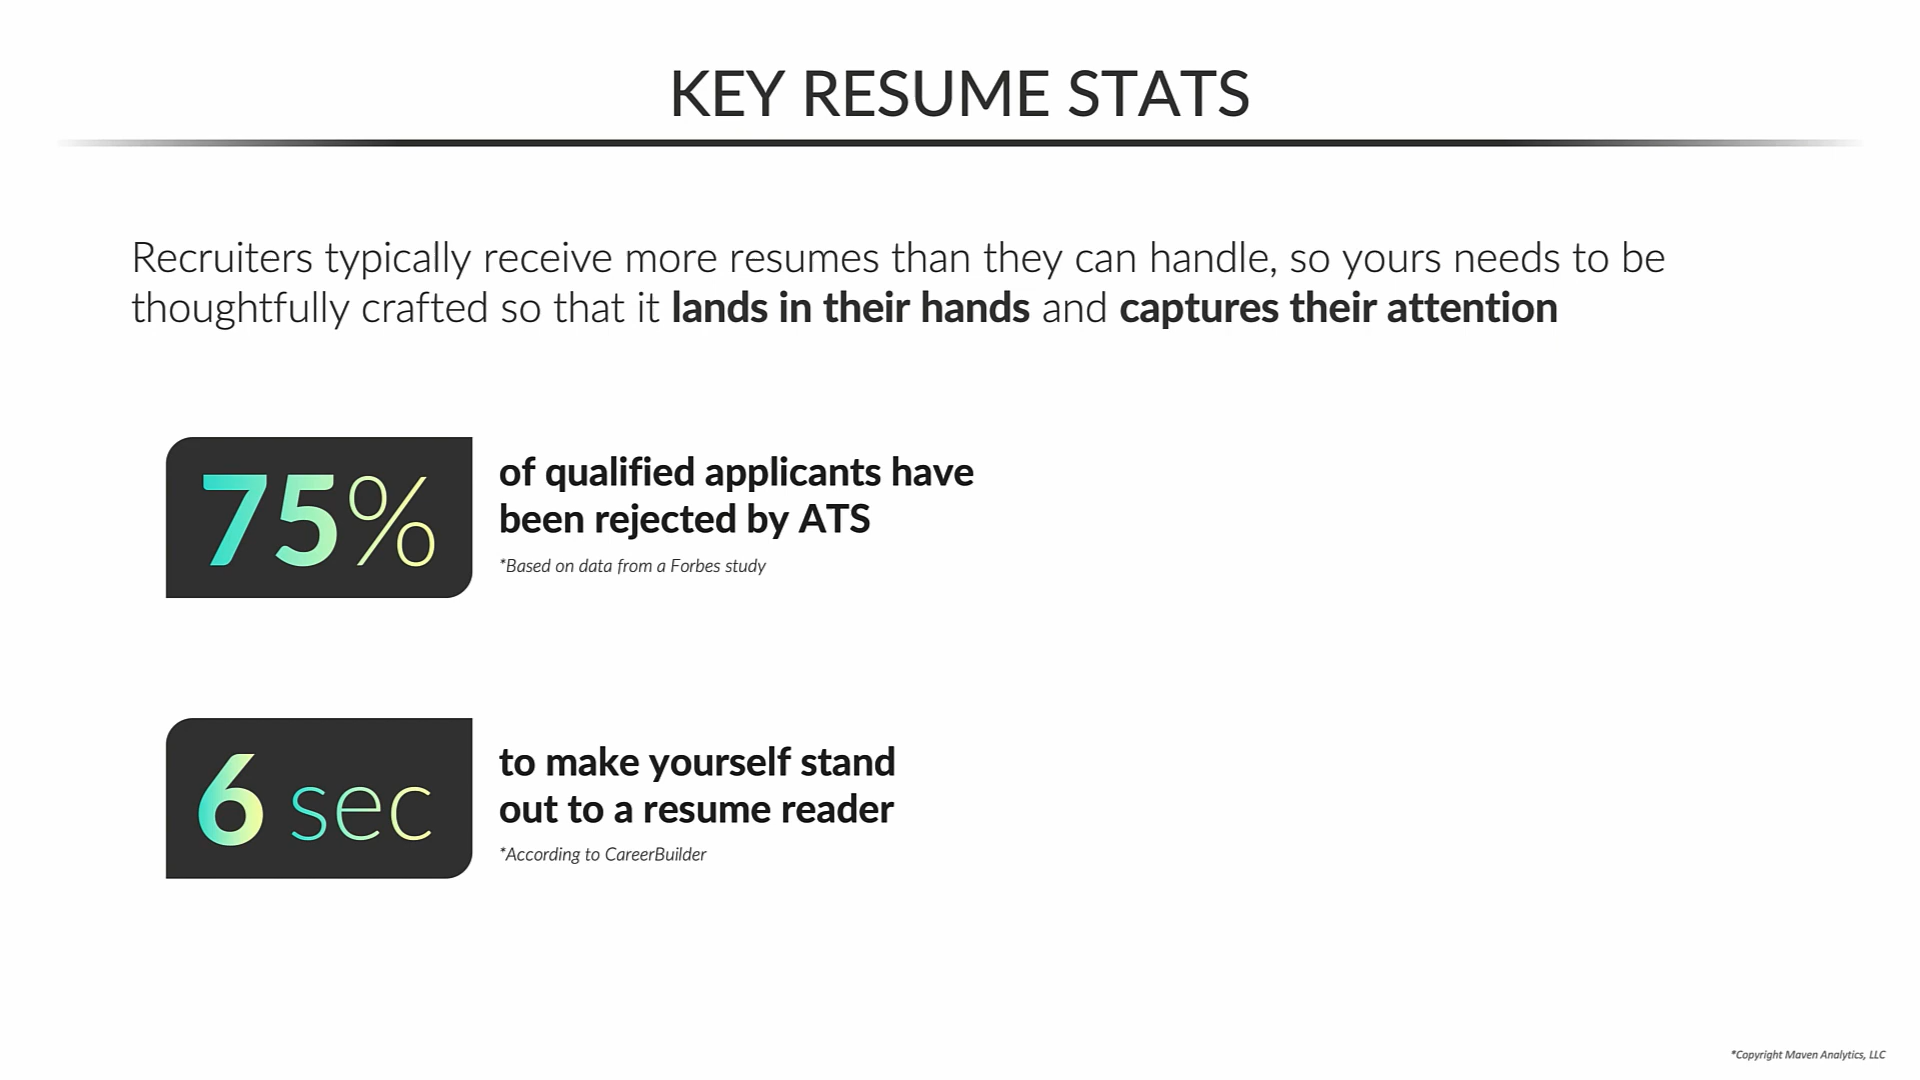 KEY RESUME STATS
Recruiters typically receive more resumes than they can handle, so yours needs to be
thoughtfully crafted so that it lands in their hands and captures their attention
75%
of qualified applicants have
been rejected by ATS
*Based on data from a Forbes study
6 sec
to make yourself stand
out to a resume reader
*According to CareerBuilder
*Copyright Maven Analytics, LLC